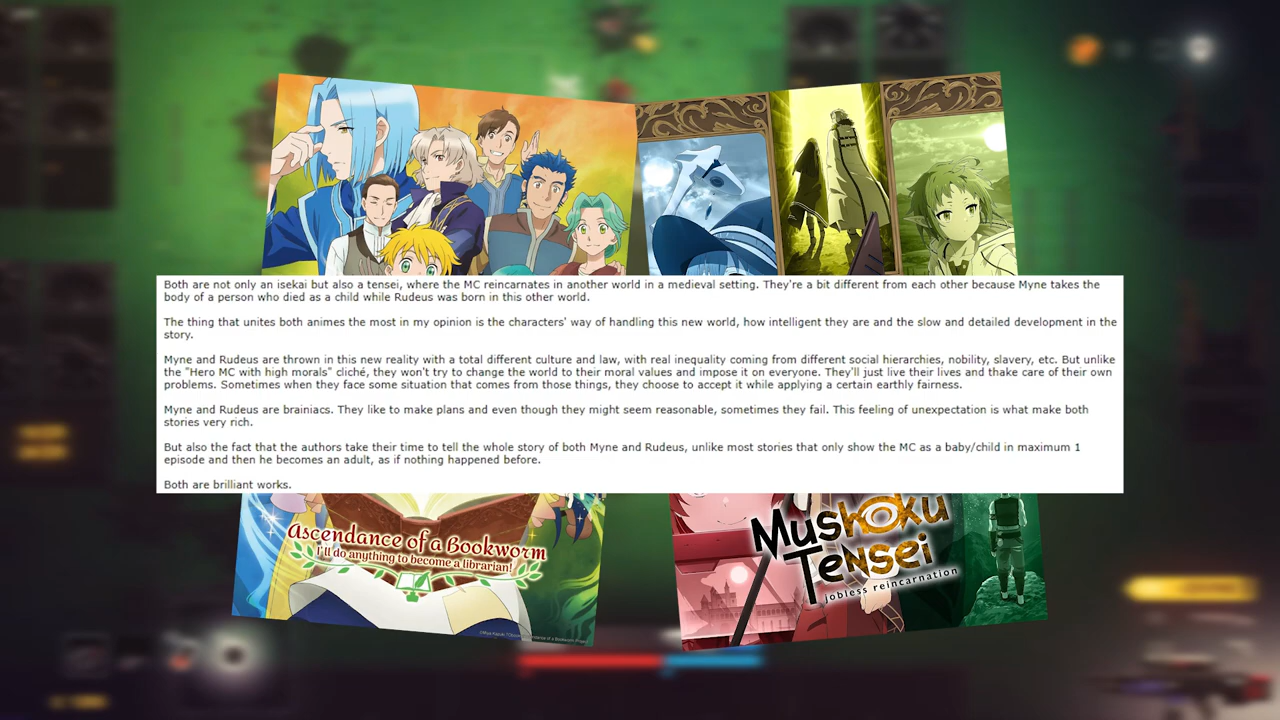 Both are not only an isekai but also a tensei, where the MC reincarnates in another world in a medieval setting. They're a bit different from each other because Myne takes the
body of a person who died as a child while Rudeus was born in this other world.
The thing that unites both animes the most in my opinion is the characters' way of handling this new world, how intelligent they are and the slow and detailed development in the
story.
Myne and Rudeus are thrown in this new reality with a total different culture and law, with real inequality coming from different social hierarchies, nobility, slavery, etc. But unlike
the "Hero MC with high morals" cliché, they won't try to change the world to their moral values and impose it on everyone. They'll just live their lives and thake care of their own
problems. Sometimes when they face some situation that comes from those things, they choose to accept it while applying a certain earthly fairness.
Myne and Rudeus are brainiacs. They like to make plans and even though they might seem reasonable, sometimes they fail. This feeling of unexpectation is what make both
stories very rich.
But also the fact that the authors take their time to tell the whole story of both Myne and Rudeus, unlike most stories that only show the MC as a baby/child in maximum 1
episode and then he becomes an adult, as if nothing happened before.
Both are brilliant works.
Ascendance of a Bookworm
I'll do anything to become a librarian!
Mushoku
Tensei
jobless reincarnation